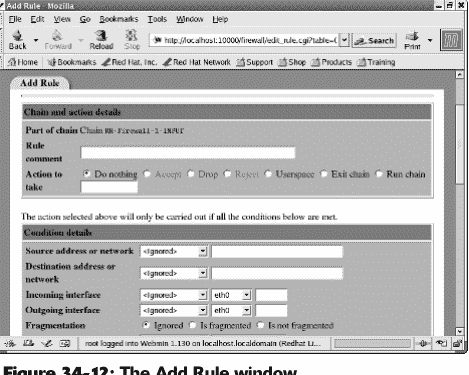 Add Rule - Mozilla
File Edit View Go Bookmarks Tools Window Help
Back Forward Reload Stop http://localhost:10000/firewall/edit_rule.cgi?table=( Search Print
Home Bookmarks Red Hat, Inc. Red Hat Network Support Shop Products Training
Add Rule
Chain and action details
Part of chain Chain RH-Firewall-1-INPUT
Rule comment
Action to take Do nothing Accept Drop Reject Userspace Exit chain Run chain
The action selected above will only be carried out if all the conditions below are met.
Condition details
Source address or network <Ignored>
Destination address or network <Ignored>
Incoming interface <Ignored> eth0
Outgoing interface <Ignored> eth0
Fragmentation Ignored Is fragmented Is not fragmented
root logged into Webmin 1.130 on localhost.localdomain (Redhat Li...
Figure 34-12: The Add Rule window